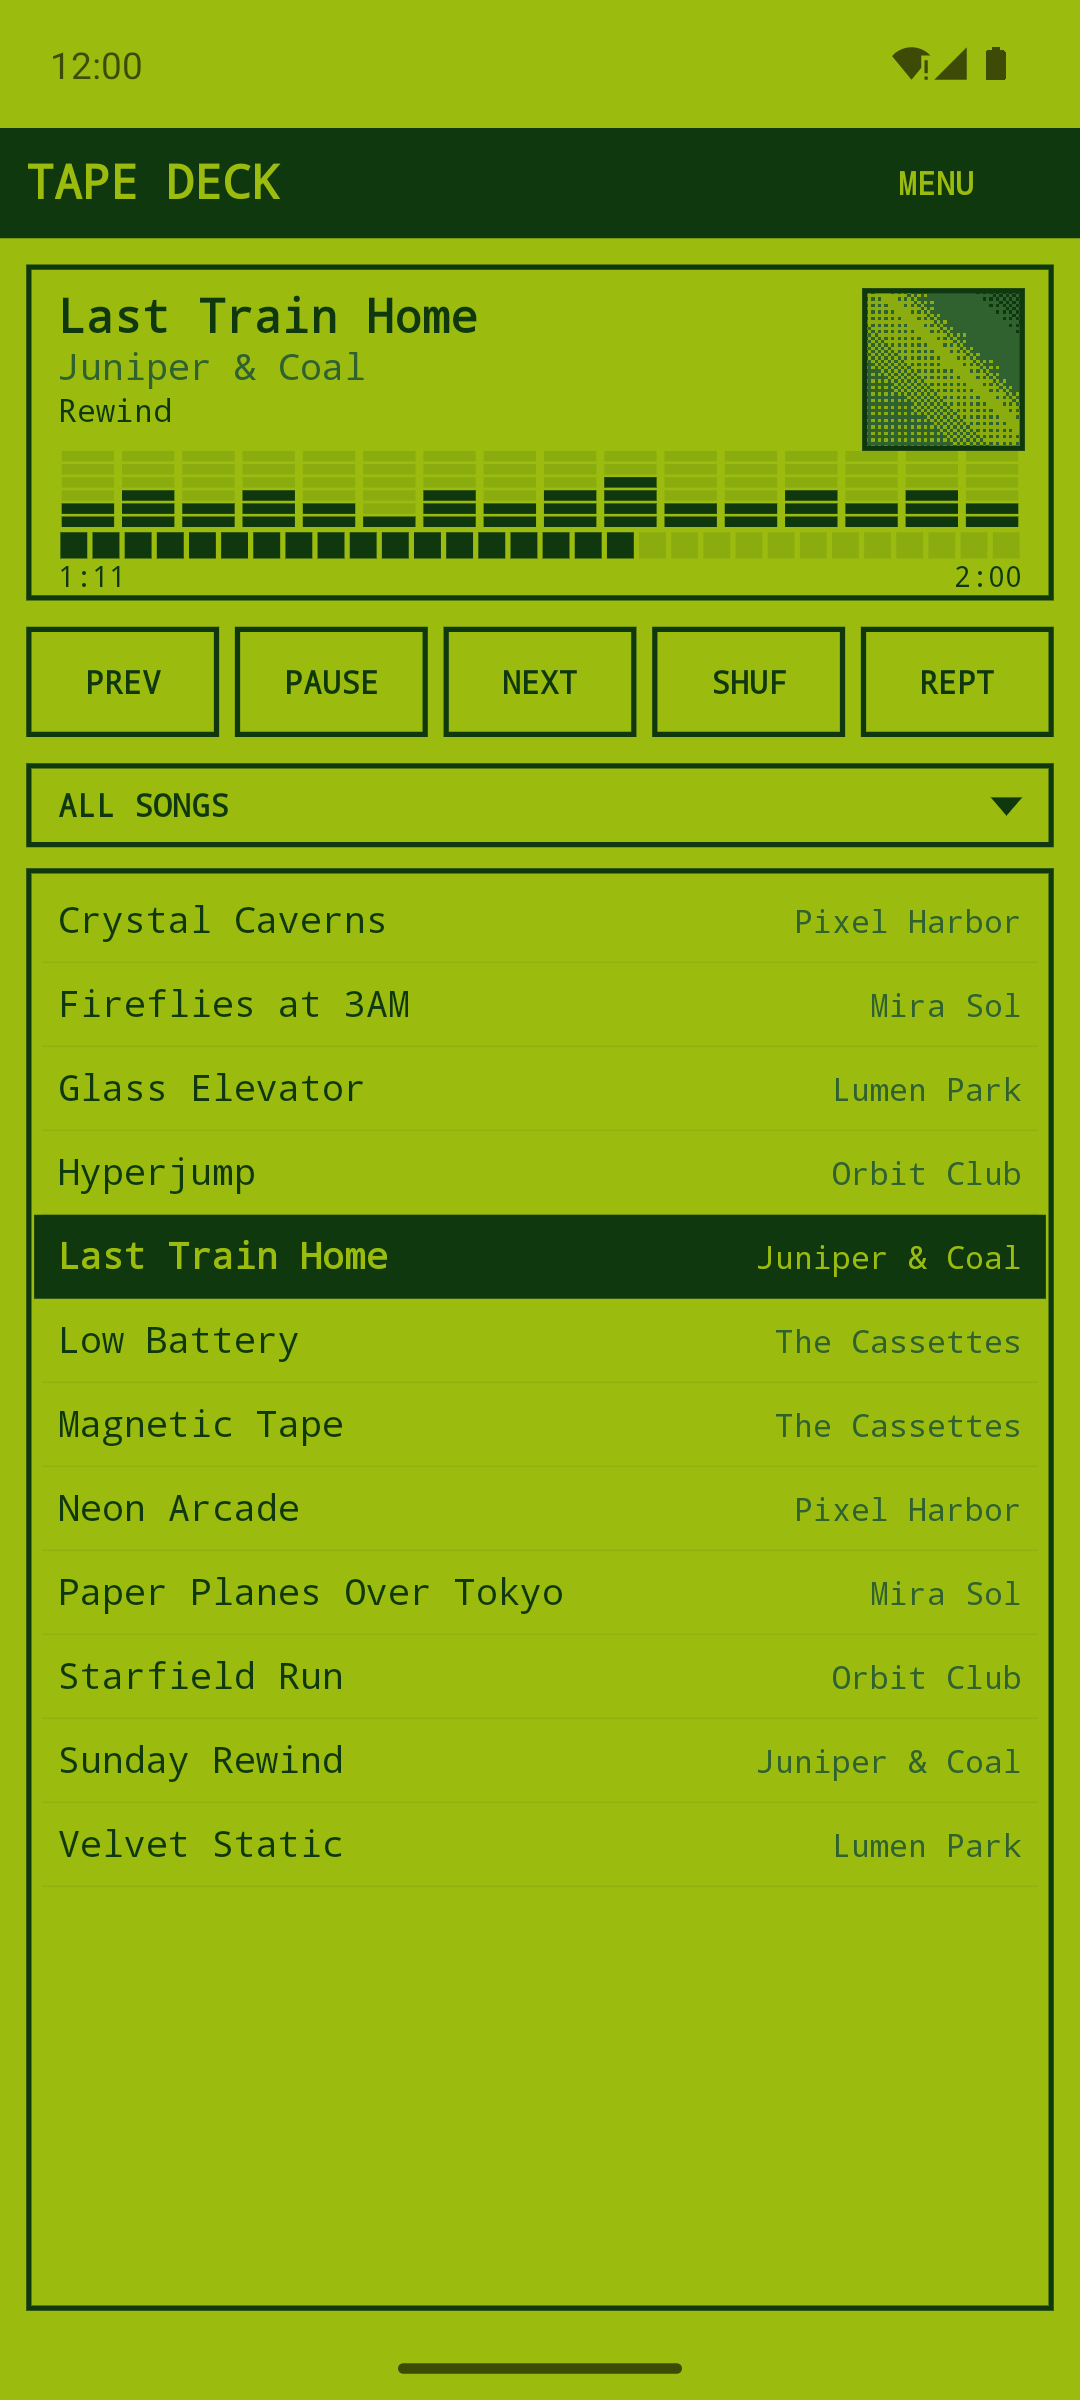 12:00
TAPE DECK MENU
Last Train Home
Juniper & Coal
Rewind
1:11 2:00
PREV PAUSE NEXT SHUF REPT
ALL SONGS
Crystal Caverns Pixel Harbor
Fireflies at 3AM Mira Sol
Glass Elevator Lumen Park
Hyperjump Orbit Club
Last Train Home Juniper & Coal
Low Battery The Cassettes
Magnetic Tape The Cassettes
Neon Arcade Pixel Harbor
Paper Planes Over Tokyo Mira Sol
Starfield Run Orbit Club
Sunday Rewind Juniper & Coal
Velvet Static Lumen Park